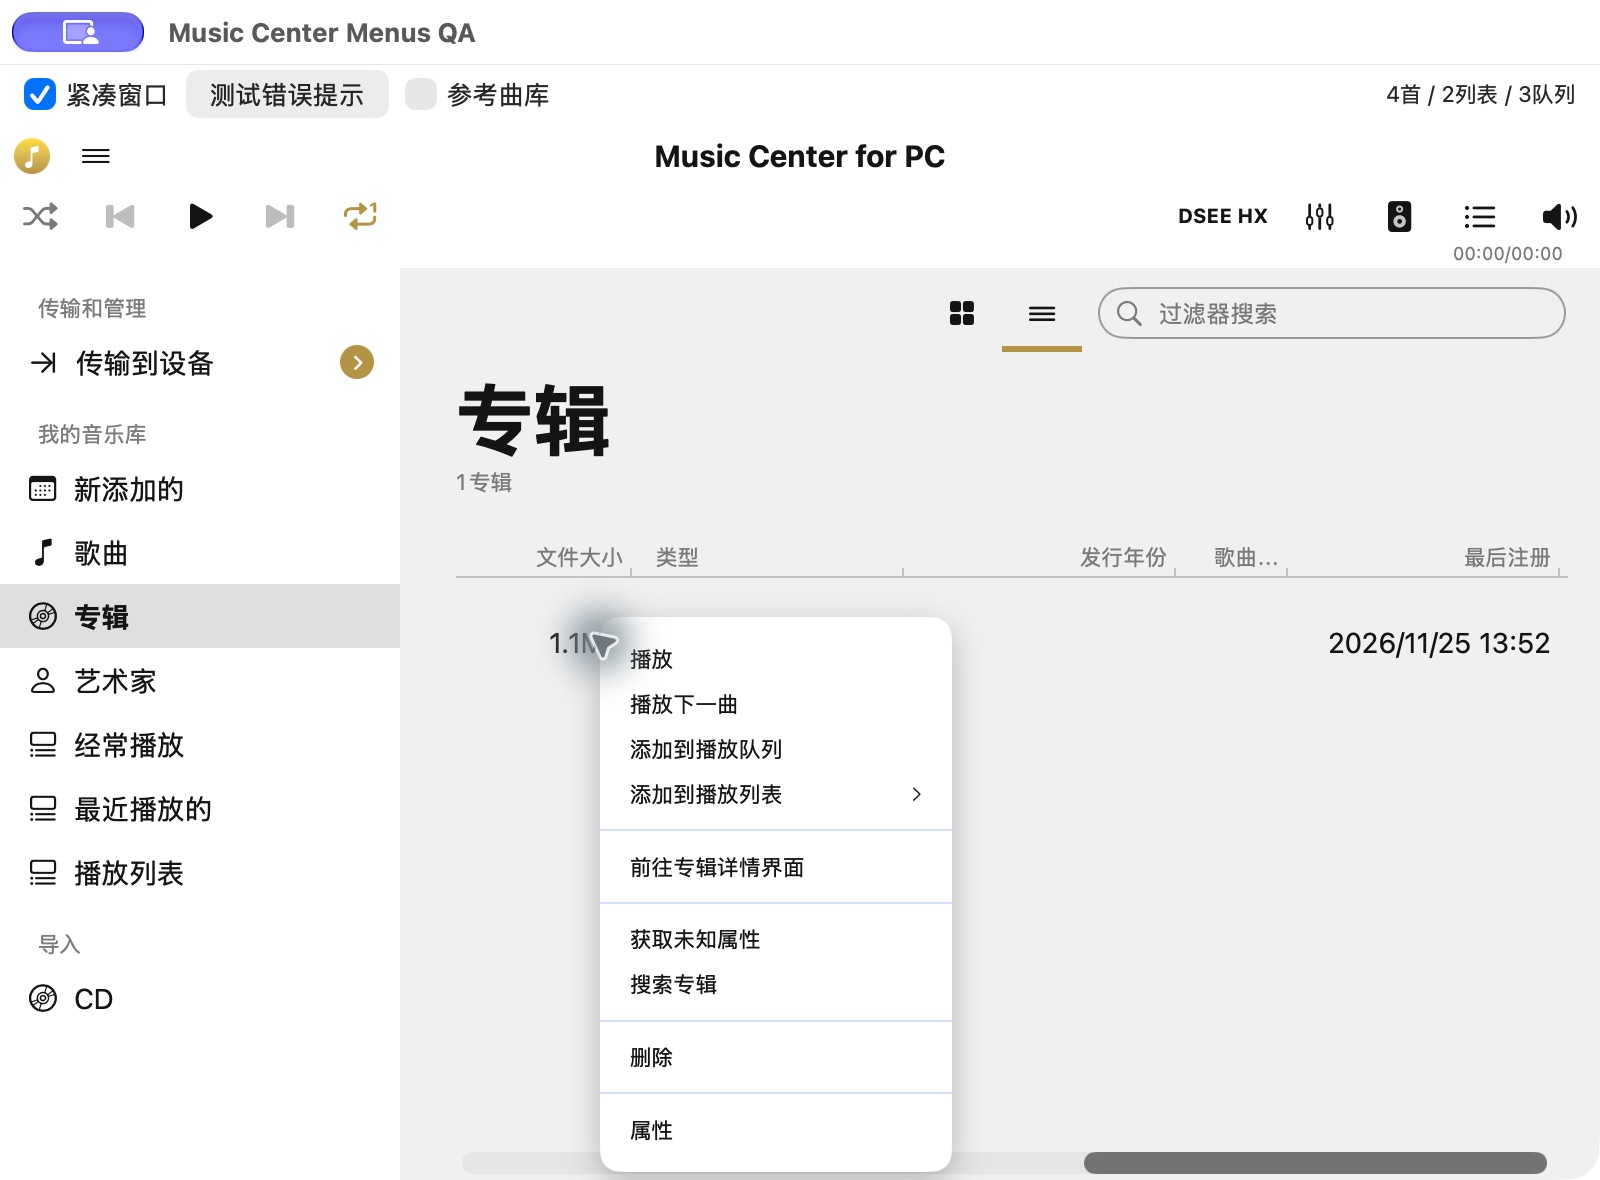 Music Center Menus QA
紧凑窗口 测试错误提示 参考曲库 4首 / 2列表 / 3队列
Music Center for PC
DSEE HX
00:00/00:00
传输和管理
传输到设备
我的音乐库
新添加的
歌曲
专辑
艺术家
经常播放
最近播放的
播放列表
导入
CD
过滤器搜索
专辑
1专辑
文件大小 类型 发行年份 歌曲... 最后注册
1.1M 2026/11/25 13:52
播放
播放下一曲
添加到播放队列
添加到播放列表
前往专辑详情界面
获取未知属性
搜索专辑
删除
属性